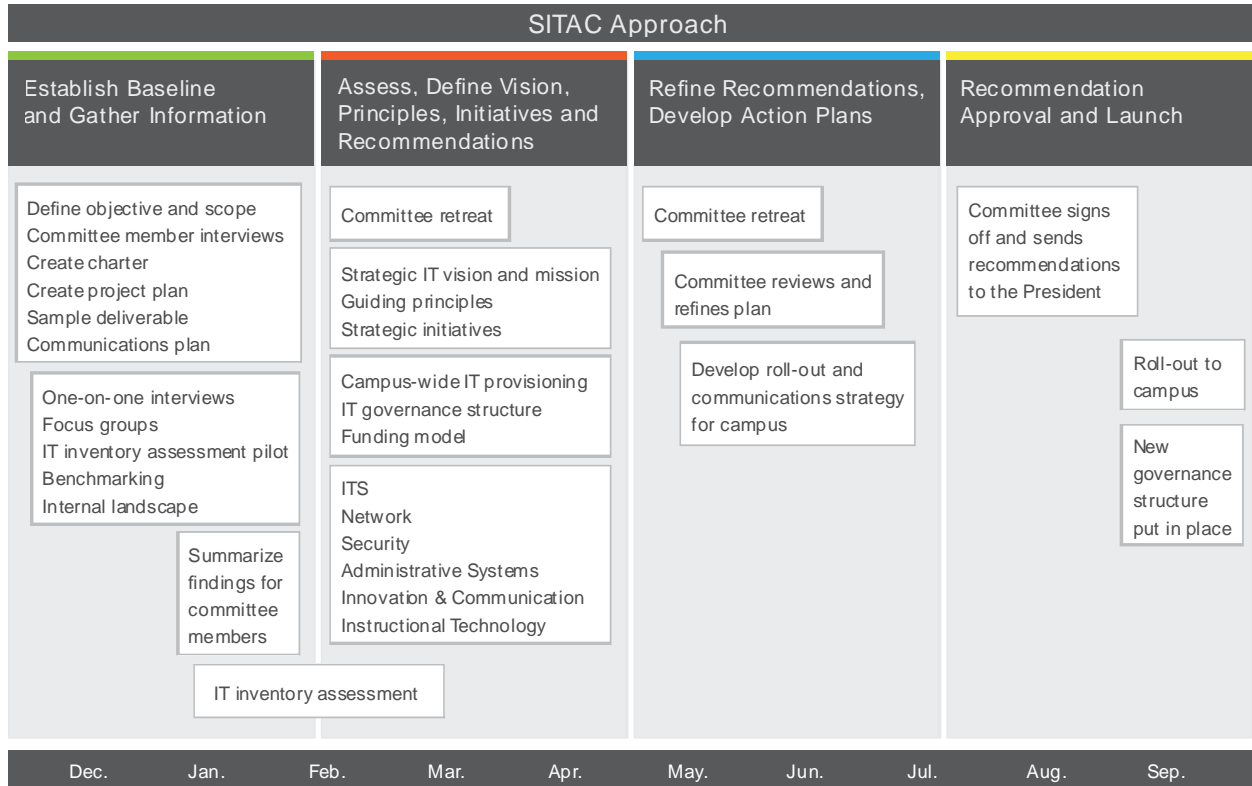 SITAC Approach
Establish Baseline
and Gather Information
Define objective and scope
Committee member interviews
Create charter
Create project plan
Sample deliverable
Communications plan
One-on-one interviews
Focus groups
IT inventory assessment pilot
Benchmarking
Internal landscape
Summarize
findings for
committee
members
IT inventory assessment
Assess, Define Vision,
Principles, Initiatives and
Recommendations
Committee retreat
Strategic IT vision and mission
Guiding principles
Strategic initiatives
Campus-wide IT provisioning
IT governance structure
Funding model
ITS
Network
Security
Administrative Systems
Innovation & Communication
Instructional Technology
Refine Recommendations,
Develop Action Plans
Committee retreat
Committee reviews and
refines plan
Develop roll-out and
communications strategy
for campus
Recommendation
Approval and Launch
Committee signs
off and sends
recommendations
to the President
Roll-out to
campus
New
governance
structure
put in place
Dec. Jan. Feb. Mar. Apr. May. Jun. Jul. Aug. Sep.